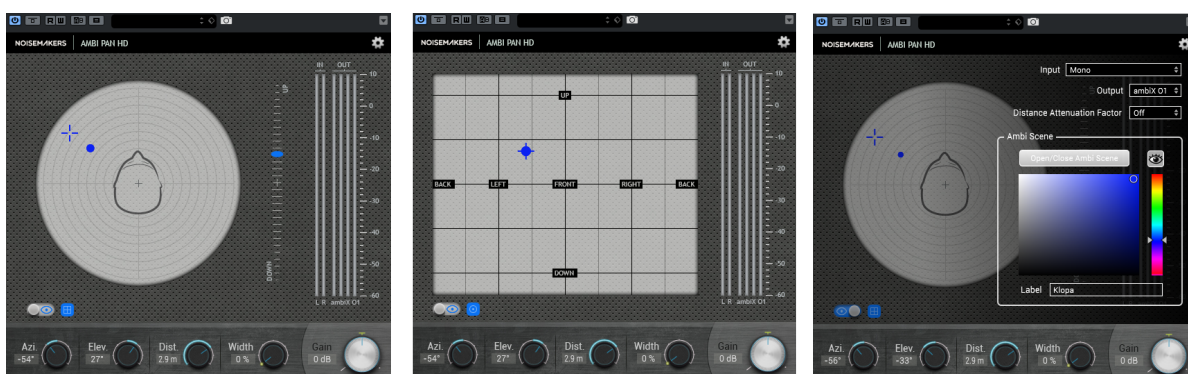 NOISEMAKERS AMBI PAN HD
IN OUT
10
0
-10
-20
-30
-40
-50
-60
UP
DOWN
L R ambiX O1
Azi. Elev. Dist. Width Gain
-54° 27° 2.9 m 0 % 0 dB
NOISEMAKERS AMBI PAN HD
IN OUT
10
0
-10
-20
-30
-40
-50
-60
UP
BACK LEFT FRONT RIGHT BACK
DOWN
L R ambiX O1
Azi. Elev. Dist. Width Gain
-54° 27° 2.9 m 0 % 0 dB
NOISEMAKERS AMBI PAN HD
Input Mono
Output ambiX O1
Distance Attenuation Factor Off
Ambi Scene
Open/Close Ambi Scene
Label Klopa
Azi. Elev. Dist. Width Gain
-56° -33° 2.9 m 0 % 0 dB